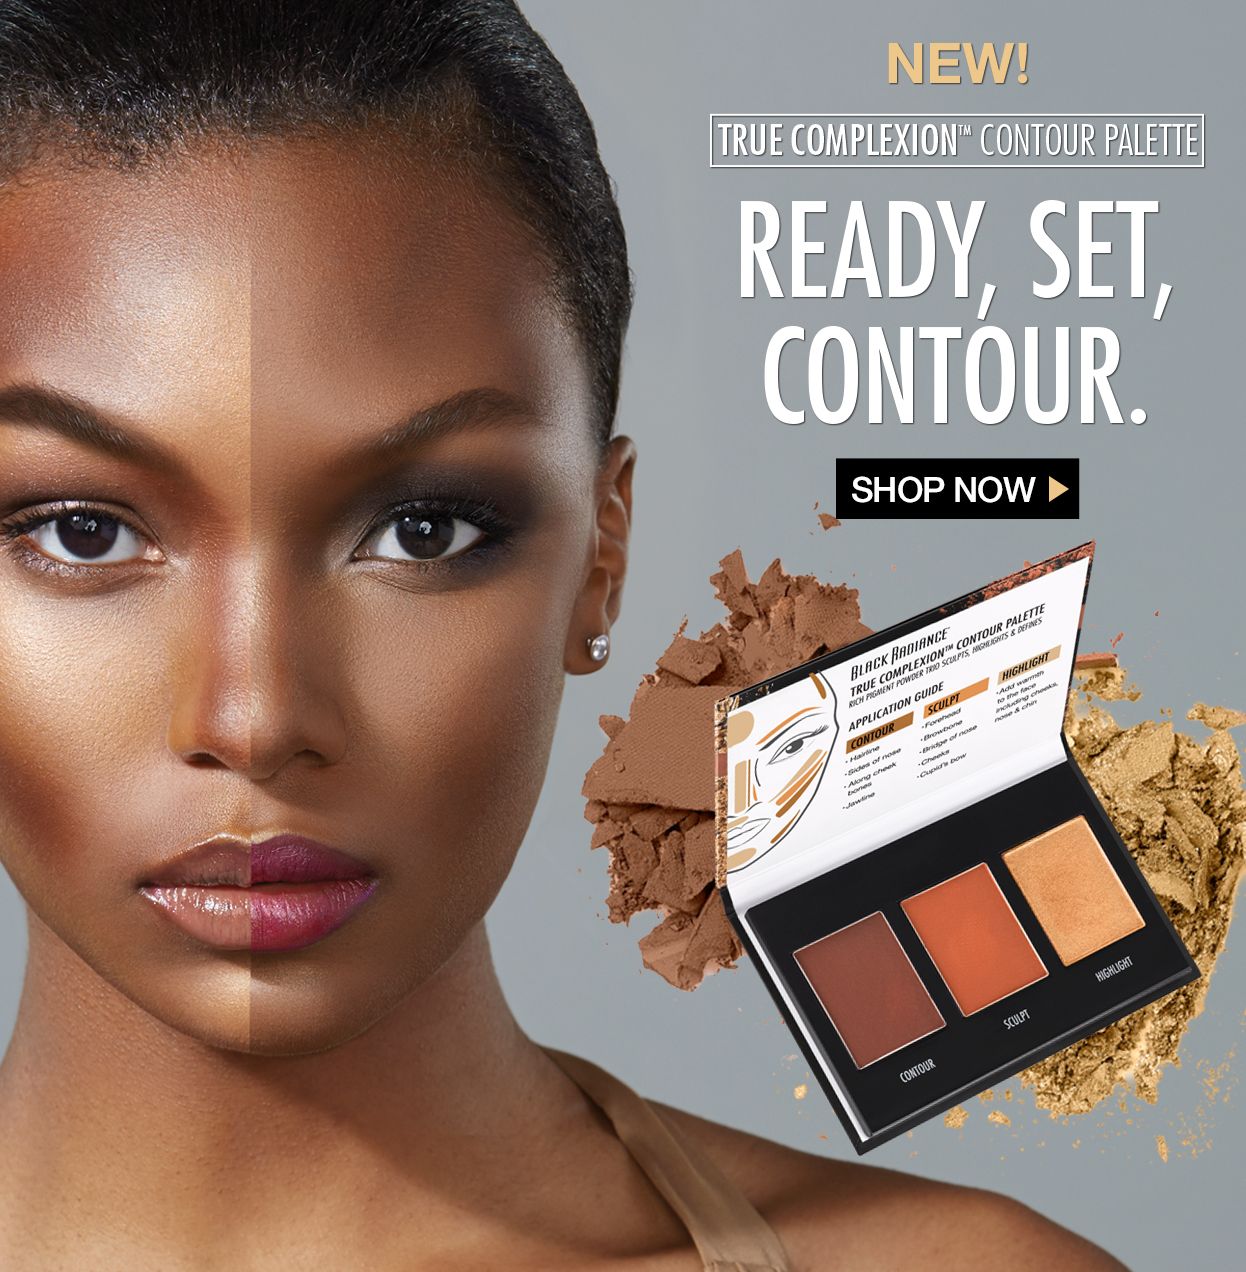 NEW!
TRUE COMPLEXION™ CONTOUR PALETTE
READY, SET,
CONTOUR.
SHOP NOW
BLACK RADIANCE™
TRUE COMPLEXION™ CONTOUR PALETTE
RICH PIGMENT POWDER TRIO SCULPTS, HIGHLIGHTS & DEFINES
APPLICATION GUIDE
CONTOUR
• Hairline
• Sides of nose
• Along cheek
bones
• Jawline
SCULPT
• Forehead
• Browbone
• Bridge of nose
• Cheeks
• Cupid's bow
HIGHLIGHT
• Add warmth
to the face
including cheeks,
nose & chin
CONTOUR
SCULPT
HIGHLIGHT